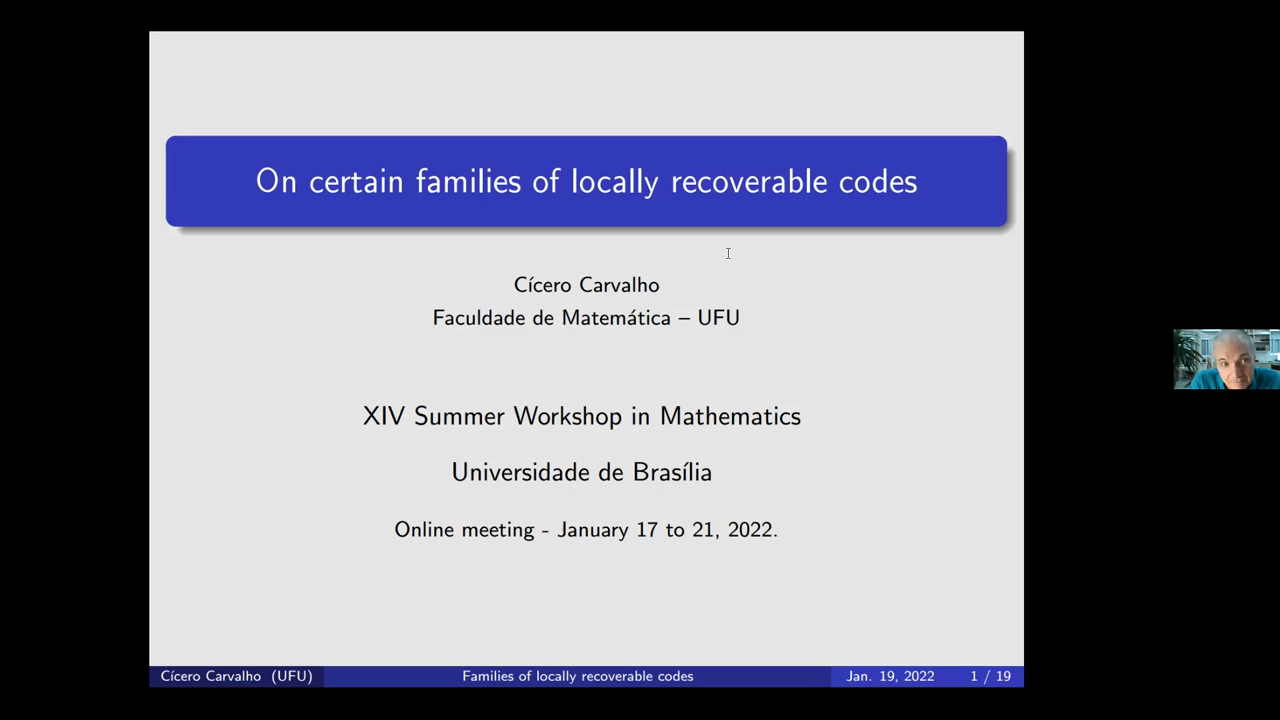 On certain families of locally recoverable codes
Cícero Carvalho
Faculdade de Matemática – UFU
XIV Summer Workshop in Mathematics
Universidade de Brasília
Online meeting - January 17 to 21, 2022.
Cícero Carvalho (UFU) Families of locally recoverable codes Jan. 19, 2022 1 / 19